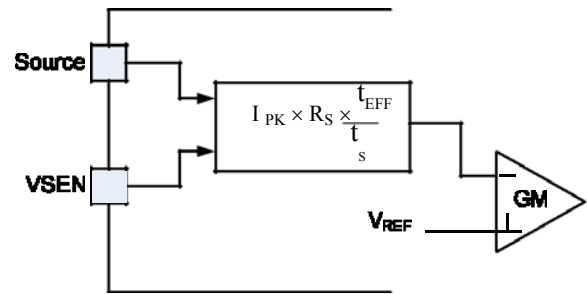 Source
I PK × RS × tEFF
tS
VSEN
GM
VREF